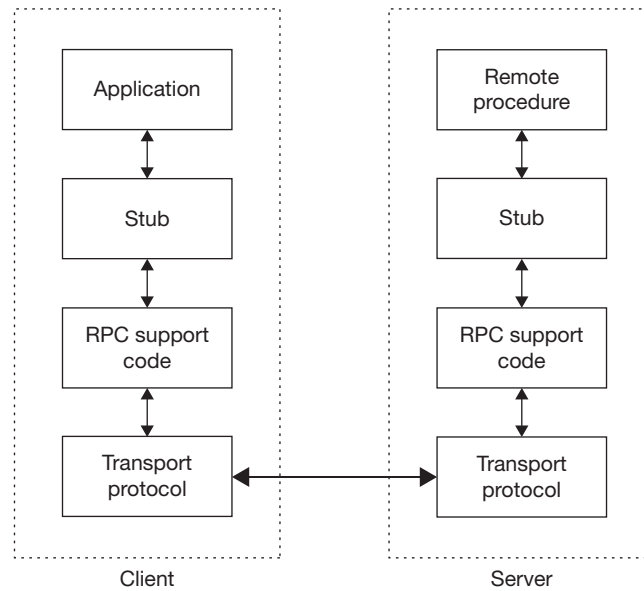 Application
Stub
RPC support
code
Transport
protocol
Client
Remote
procedure
Stub
RPC support
code
Transport
protocol
Server